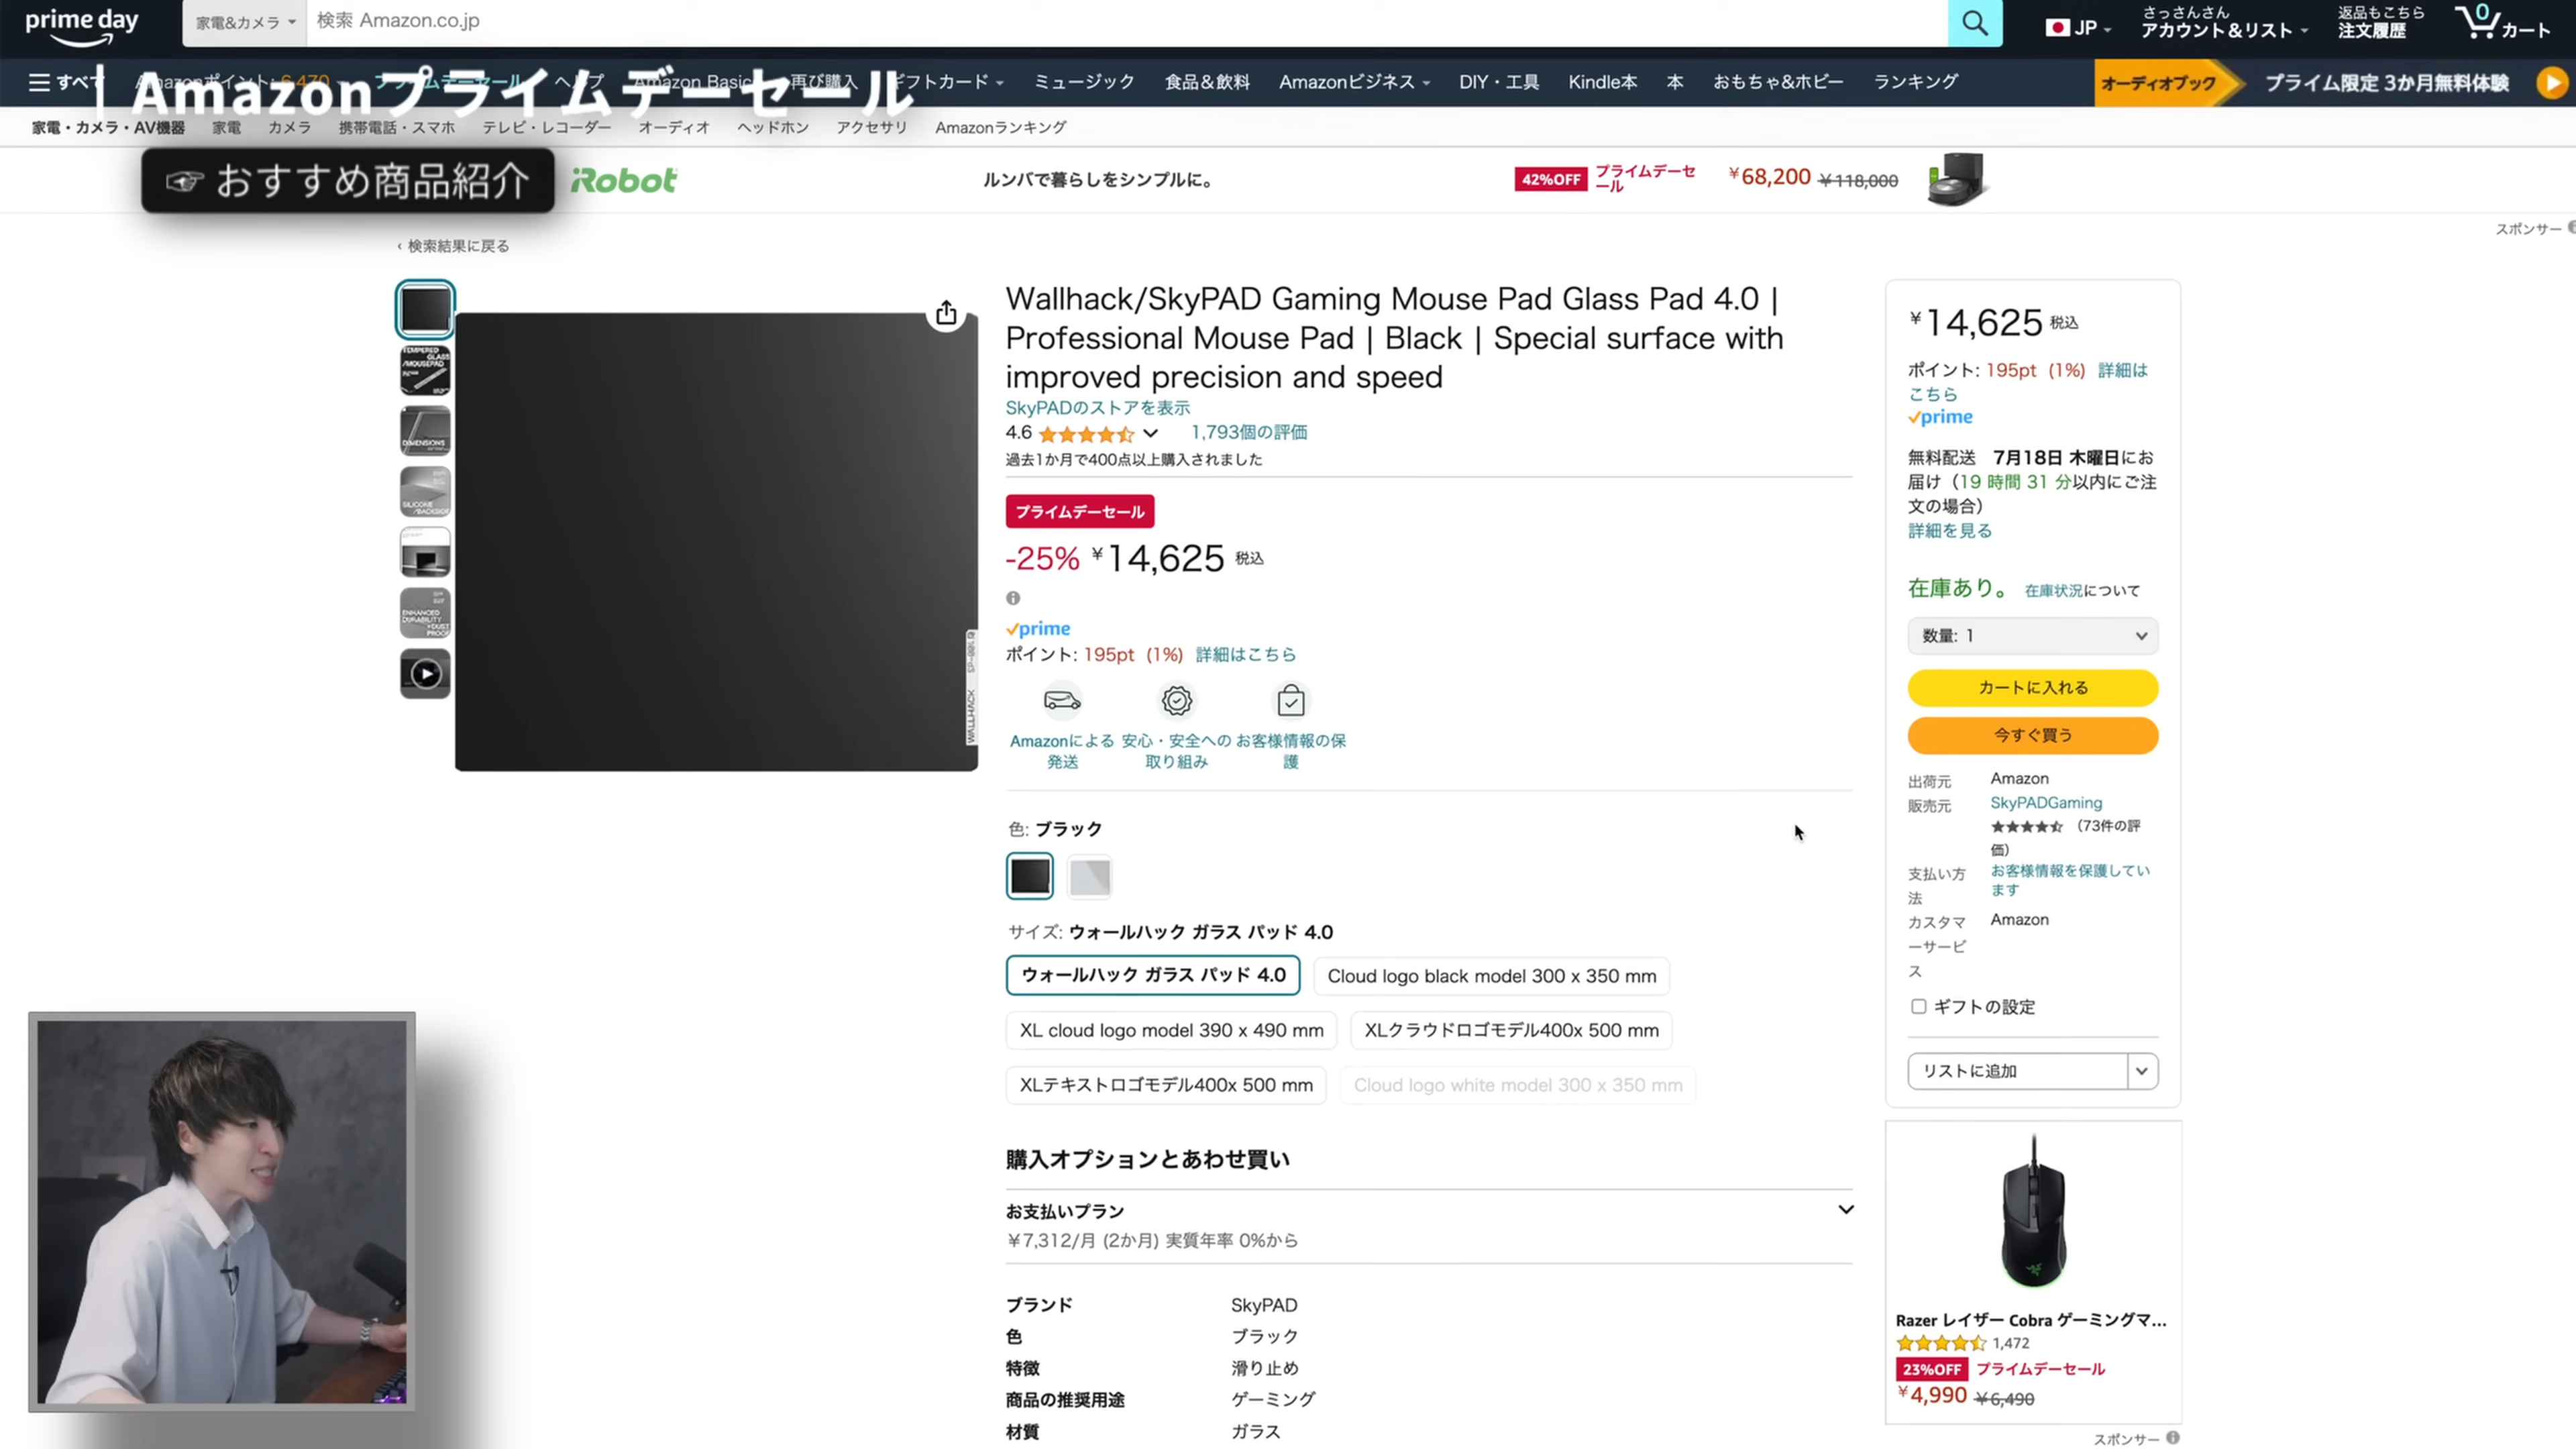 prime day
家電&カメラ
検索 Amazon.co.jp
JP
さっさんさん
アカウント＆リスト
返品もこちら
注文履歴
0
カート
すべて
Amazonポイント: 6,470
ヘルプ
Amazon Basic
再び購入
ギフトカード
ミュージック
食品＆飲料
Amazonビジネス
DIY・工具
Kindle本
本
おもちゃ&ホビー
ランキング
オーディオブック
プライム限定 3か月無料体験
Amazonプライムデーセール
家電・カメラ・AV機器
家電
カメラ
携帯電話・スマホ
テレビ・レコーダー
オーディオ
ヘッドホン
アクセサリ
Amazonランキング
☞ おすすめ商品紹介
iRobot
ルンバで暮らしをシンプルに。
42%OFF
プライムデーセ
ール
¥68,200 ¥118,000
スポンサー
‹ 検索結果に戻る
TEMPERED
GLASS
/MOUSEPAD
DIMENSIONS
SILICONE
/BACKSIDE
ENHANCED
DURABILITY
+DUST
PROOF
WALLHACK
Wallhack/SkyPAD Gaming Mouse Pad Glass Pad 4.0 |
Professional Mouse Pad | Black | Special surface with
improved precision and speed
SkyPADのストアを表示
4.6
1,793個の評価
過去1か月で400点以上購入されました
プライムデーセール
-25% ¥14,625 税込
prime
ポイント: 195pt (1%) 詳細はこちら
Amazonによる
発送
安心・安全への
取り組み
お客様情報の保
護
色: ブラック
サイズ: ウォールハック ガラス パッド 4.0
ウォールハック ガラス パッド 4.0
Cloud logo black model 300 x 350 mm
XL cloud logo model 390 x 490 mm
XLクラウドロゴモデル400x 500 mm
XLテキストロゴモデル400x 500 mm
Cloud logo white model 300 x 350 mm
購入オプションとあわせ買い
お支払いプラン
¥7,312/月 (2か月) 実質年率 0%から
ブランド
SkyPAD
色
ブラック
特徴
滑り止め
商品の推奨用途
ゲーミング
材質
ガラス
¥14,625 税込
ポイント: 195pt (1%) 詳細は
こちら
prime
無料配送 7月18日 木曜日にお
届け（19 時間 31 分以内にご注
文の場合）
詳細を見る
在庫あり。 在庫状況について
数量: 1
カートに入れる
今すぐ買う
出荷元
Amazon
販売元
SkyPADGaming
（73件の評
価）
支払い方
法
お客様情報を保護してい
ます
カスタマ
ーサービ
ス
Amazon
ギフトの設定
リストに追加
Razer レイザー Cobra ゲーミングマ...
1,472
23%OFF プライムデーセール
¥4,990 ¥6,490
スポンサー